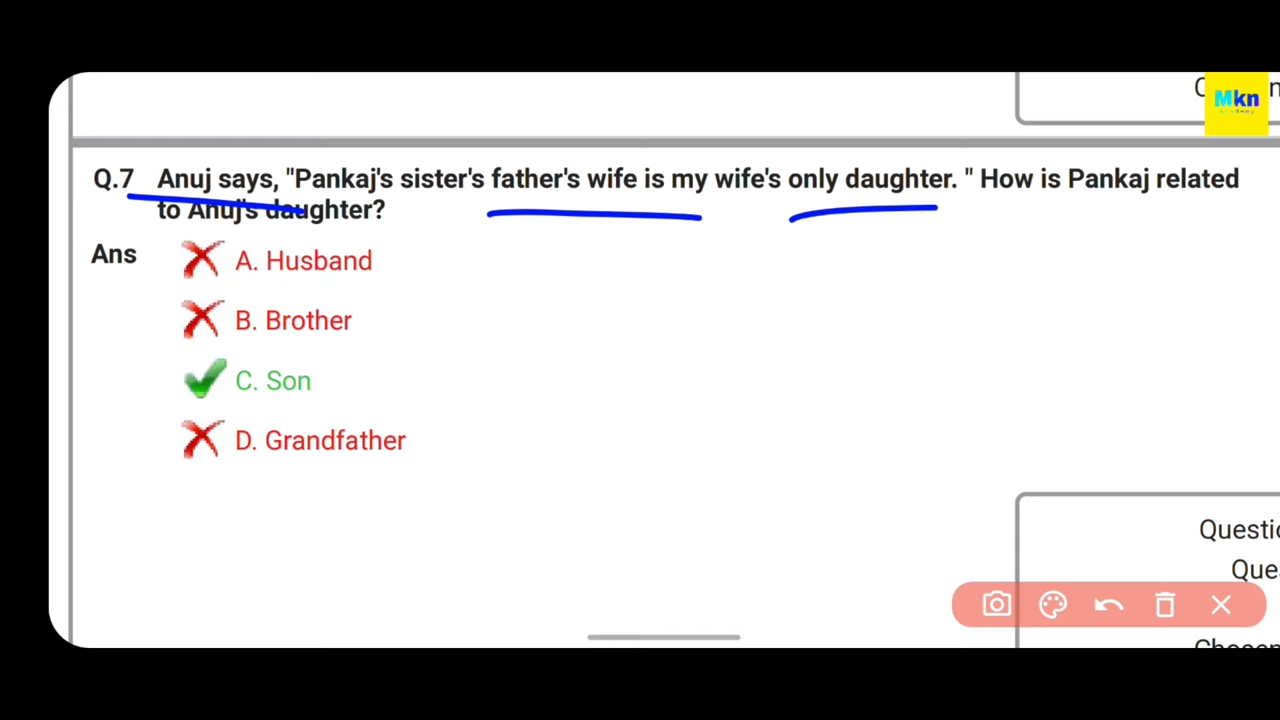 Mkn
Q.7 Anuj says, "Pankaj's sister's father's wife is my wife's only daughter. " How is Pankaj related
to Anuj's daughter?
Ans
A. Husband
B. Brother
C. Son
D. Grandfather